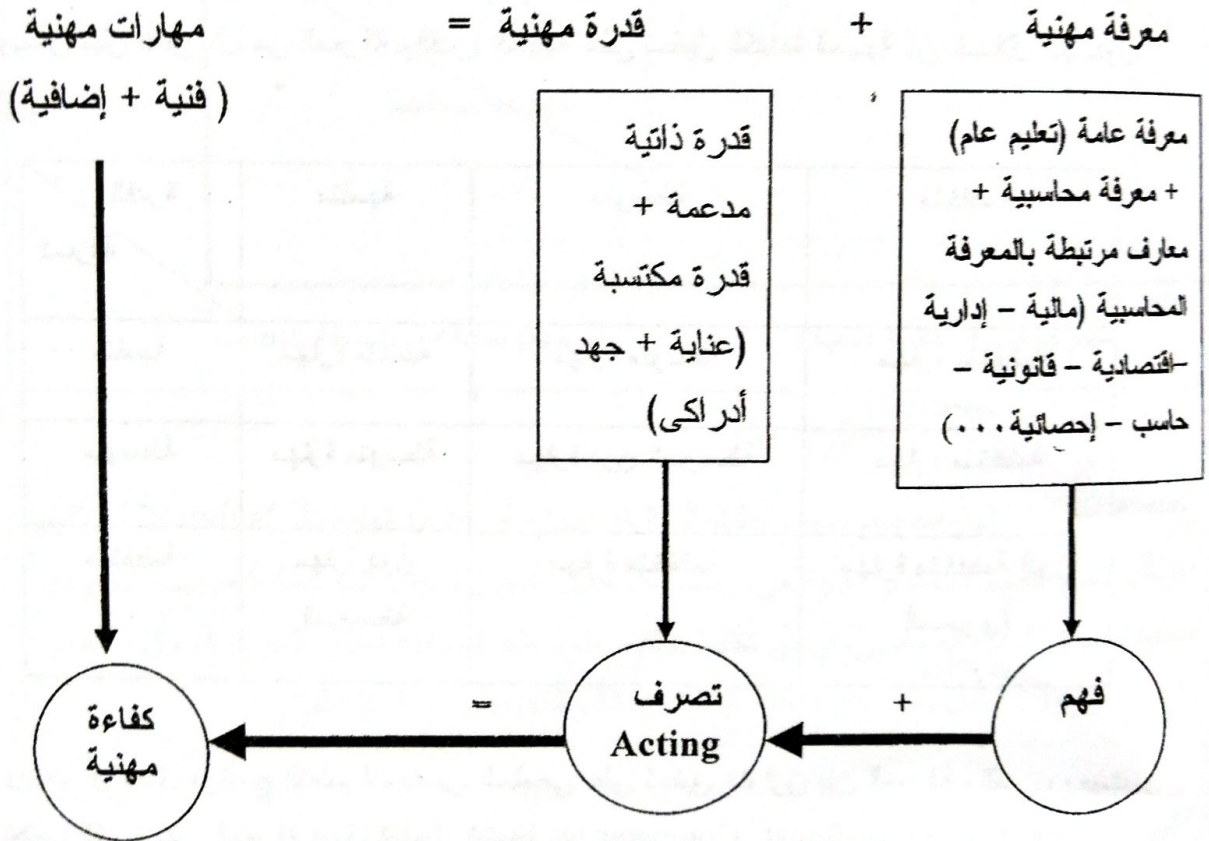 معرفة مهنية + قدرة مهنية = مهارات مهنية
( فنية + إضافية)
معرفة عامة (تعليم عام)
+ معرفة محاسبية +
معارف مرتبطة بالمعرفة
المحاسبية (مالية – إدارية
–اقتصادية – قانونية –
حاسب – إحصائية ٠٠٠)
قدرة ذاتية
مدعمة +
قدرة مكتسبة
(عناية + جهد
أدراكى)
فهم + تصرف = كفاءة
Acting
مهنية